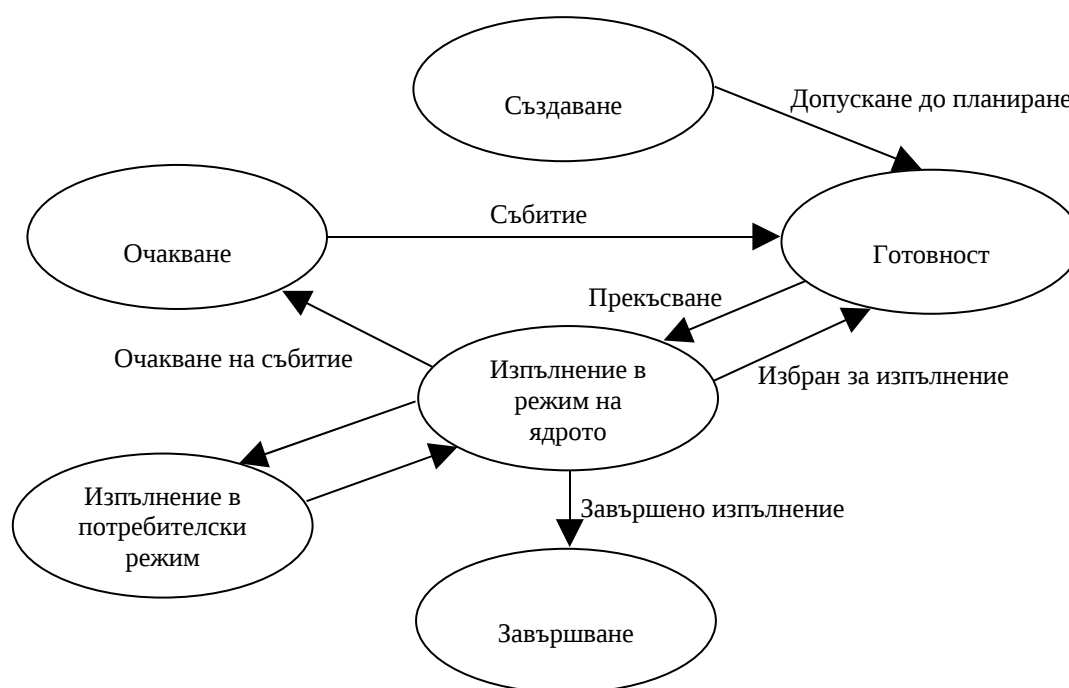 Създаване
Допускане до планиране
Събитие
Очакване
Готовност
Прекъсване
Очакване на събитие
Изпълнение в
режим на
ядрото
Избран за изпълнение
Изпълнение в
потребителски
режим
Завършено изпълнение
Завършване